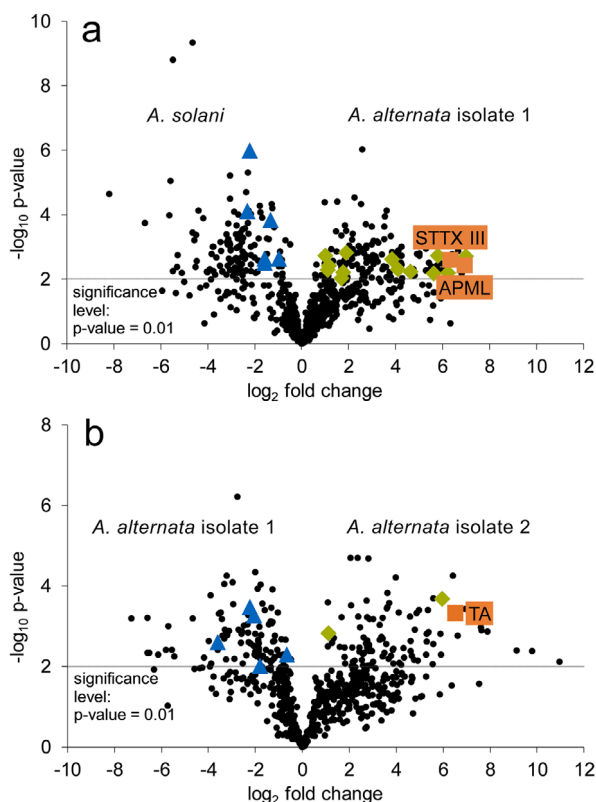 a
10
8
6
4
2
0
-log10 p-value
A. solani
A. alternata isolate 1
STTX III
APML
significance
level:
p-value = 0.01
-10 -8 -6 -4 -2 0 2 4 6 8 10 12
log2 fold change
b
8
6
4
2
0
-log10 p-value
A. alternata isolate 1
A. alternata isolate 2
TA
significance
level:
p-value = 0.01
-10 -8 -6 -4 -2 0 2 4 6 8 10 12
log2 fold change